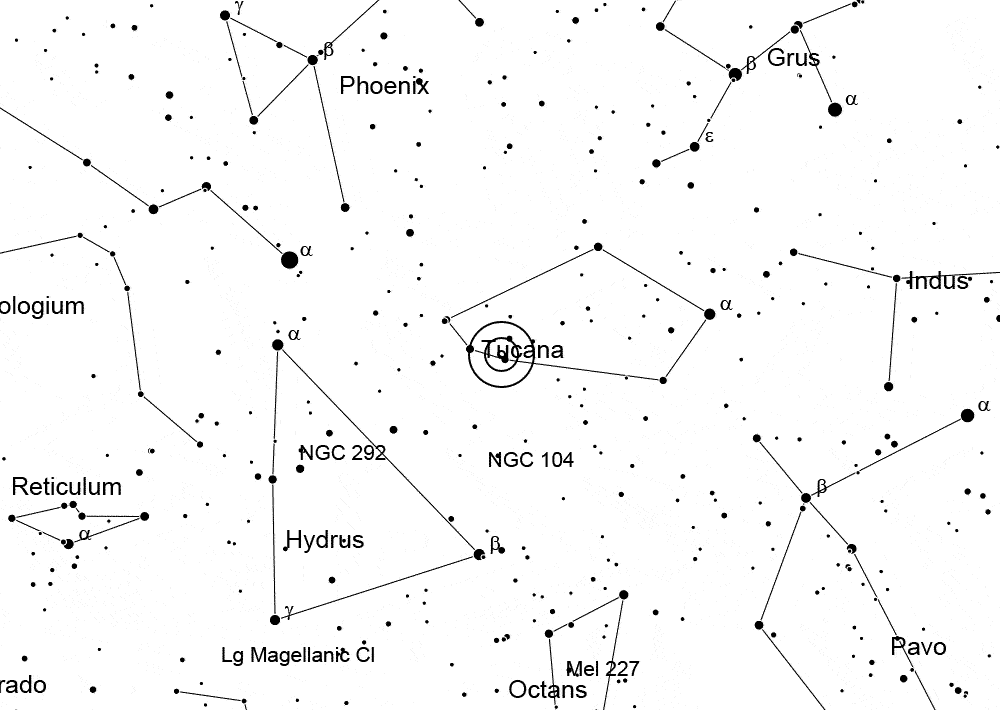 γ
β
Phoenix
β
Grus
α
ε
α
Indus
ologium
α
α
Tucana
α
NGC 292
NGC 104
β
Reticulum
α
Hydrus
β
γ
Lg Magellanic Cl
Mel 227
Pavo
rado
Octans